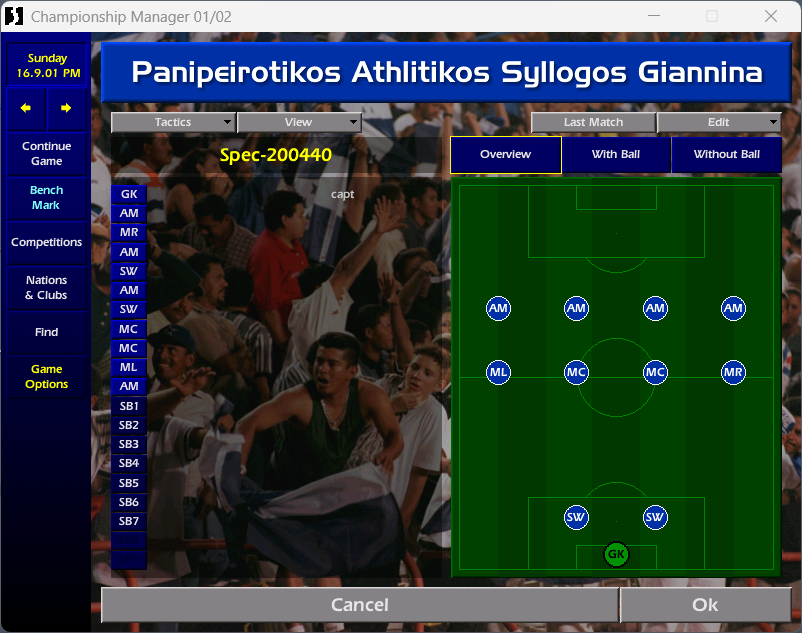 Championship Manager 01/02
Sunday
16.9.01 PM
Continue
Game
Bench
Mark
Competitions
Nations
& Clubs
Find
Game
Options
Panipeirotikos Athlitikos Syllogos Giannina
Tactics
View
Last Match
Edit
Spec-200440
Overview
With Ball
Without Ball
GK capt
AM
MR
AM
SW
AM
SW
MC
MC
ML
AM
SB1
SB2
SB3
SB4
SB5
SB6
SB7
AM AM AM AM
ML MC MC MR
SW SW
GK
Cancel
Ok